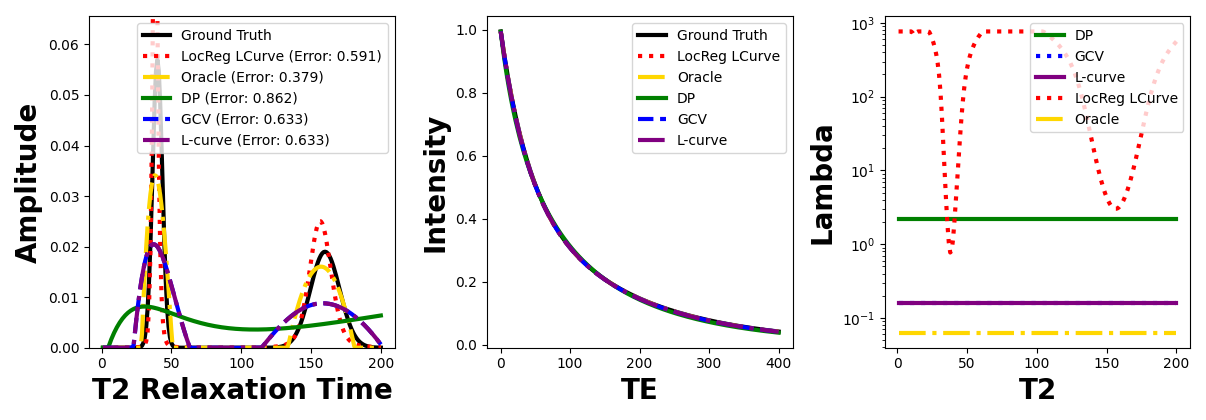 Amplitude
0.06
0.05
0.04
0.03
0.02
0.01
0.00
0 50 100 150 200
T2 Relaxation Time
Ground Truth
LocReg LCurve (Error: 0.591)
Oracle (Error: 0.379)
DP (Error: 0.862)
GCV (Error: 0.633)
L-curve (Error: 0.633)
Intensity
1.0
0.8
0.6
0.4
0.2
0.0
0 100 200 300 400
TE
Ground Truth
LocReg LCurve
Oracle
DP
GCV
L-curve
Lambda
10³
10²
10¹
10⁰
10⁻¹
0 50 100 150 200
T2
DP
GCV
L-curve
LocReg LCurve
Oracle